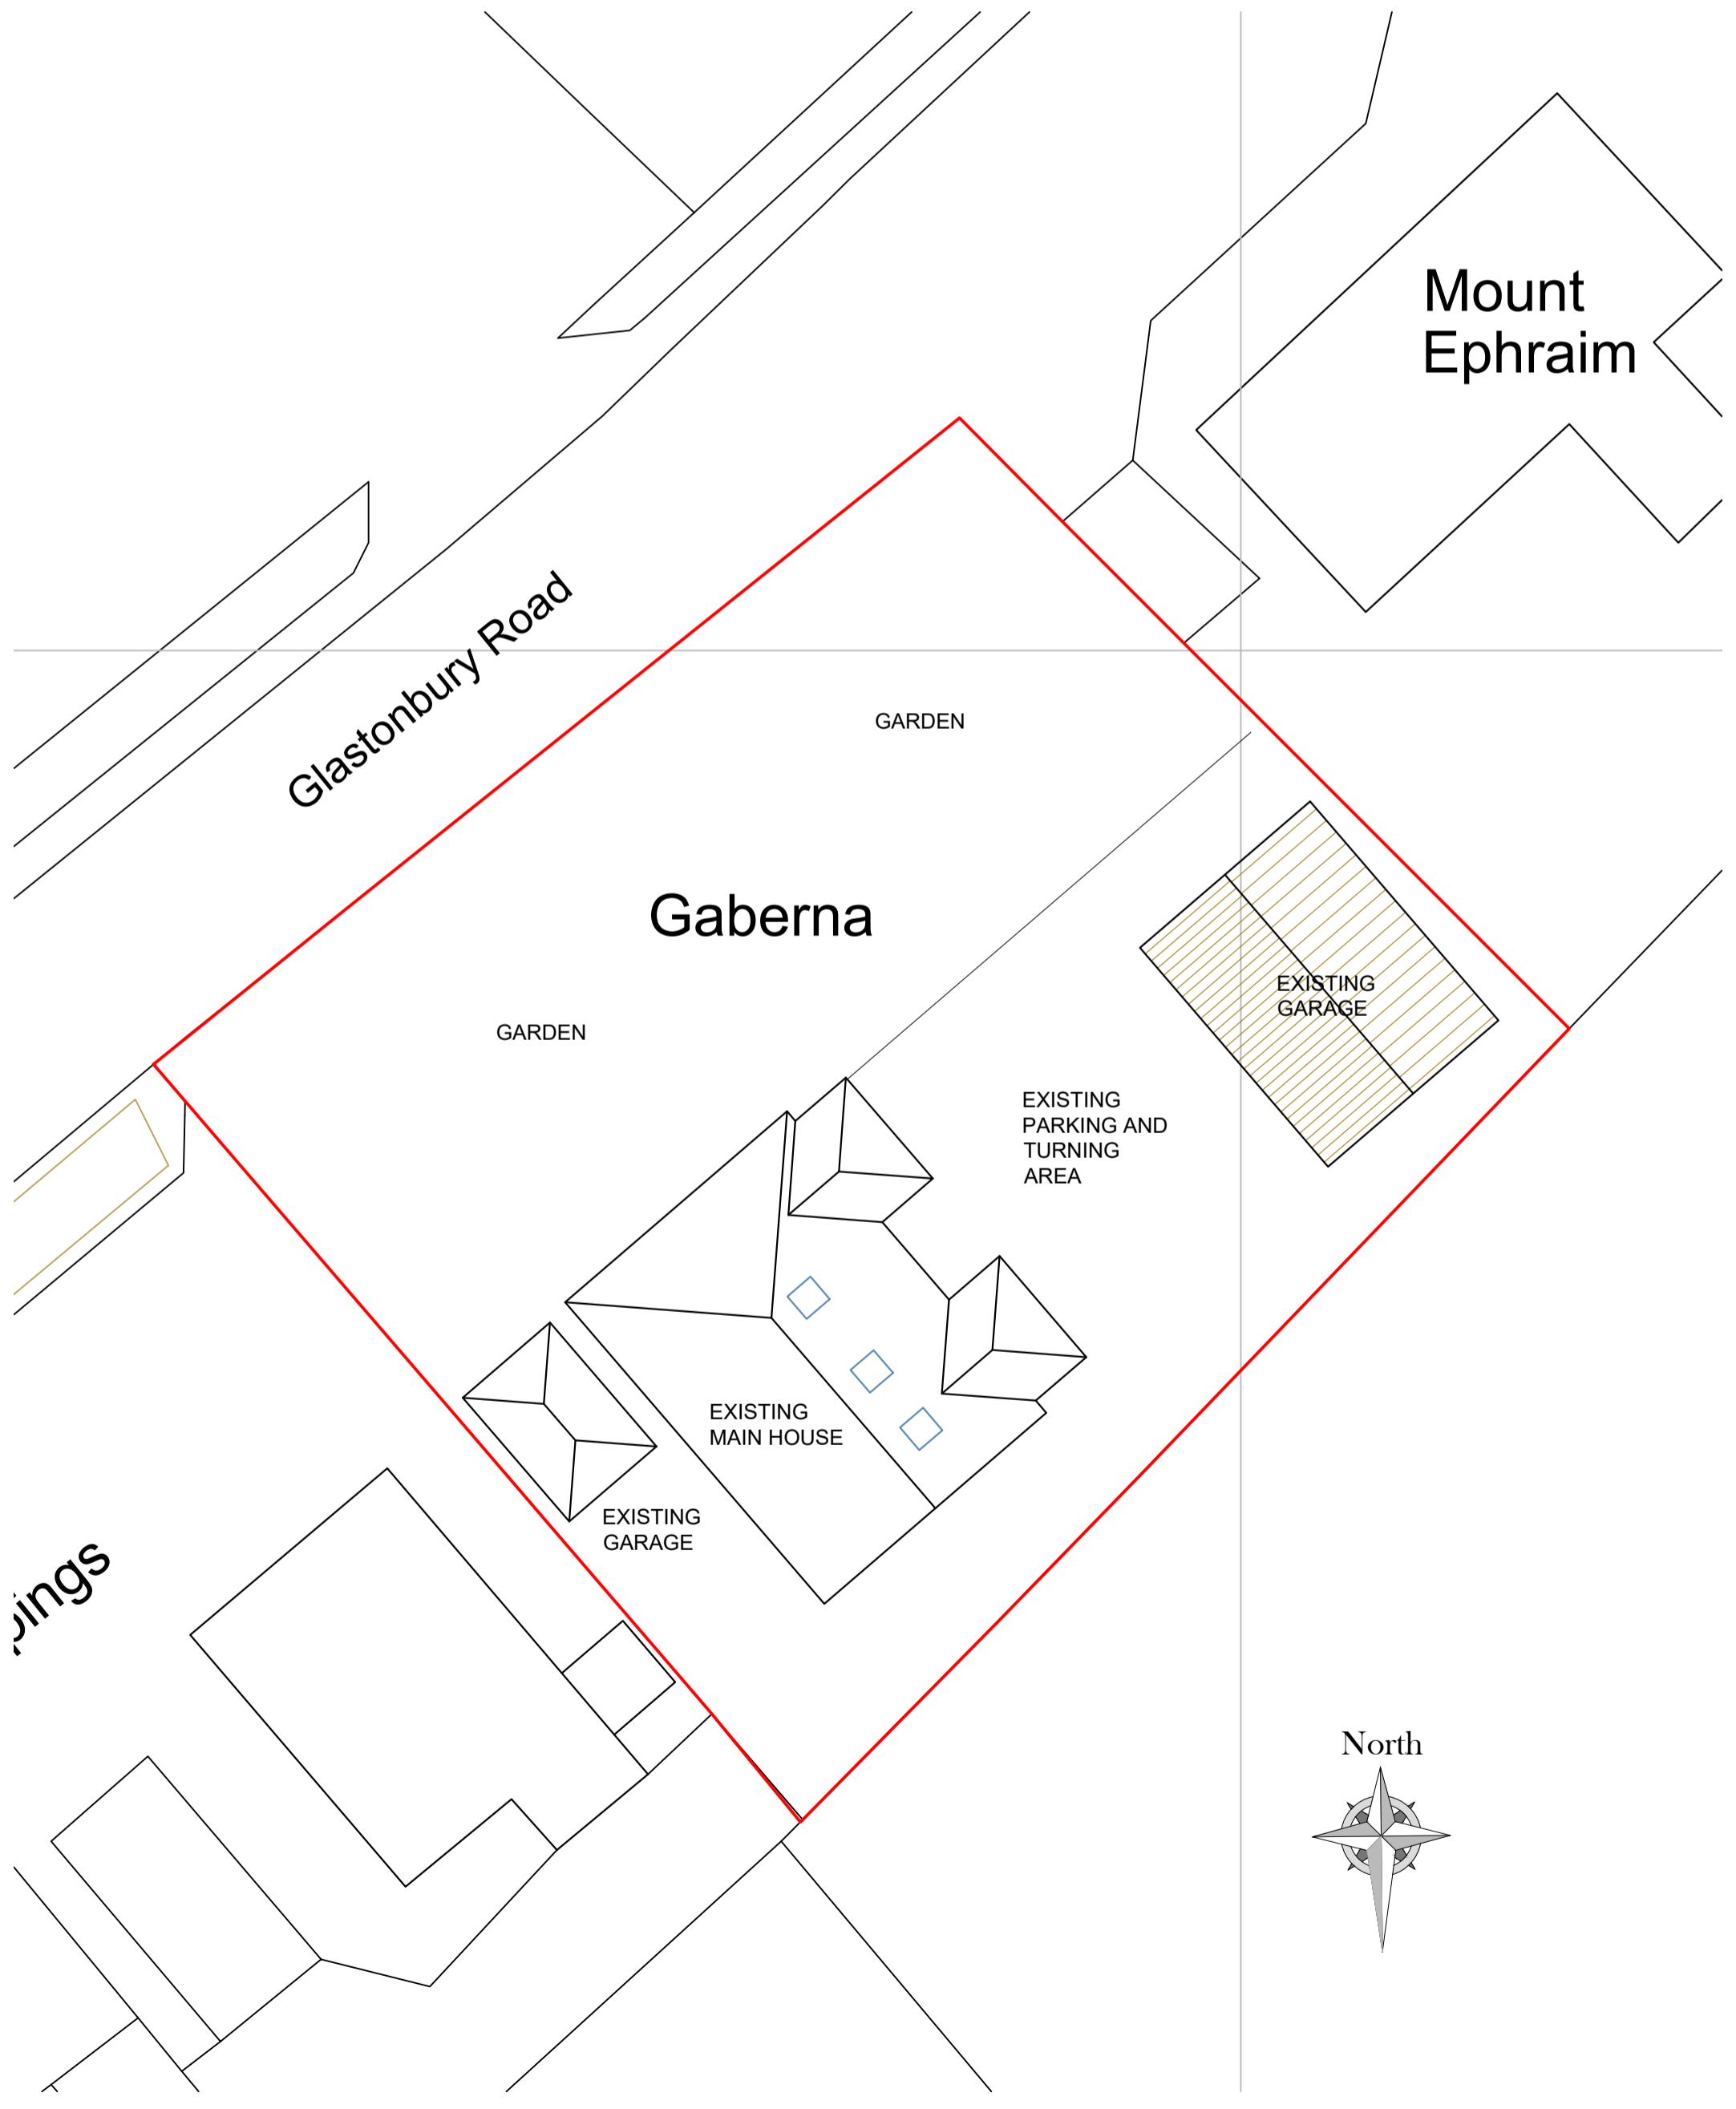 Mount
Ephraim
Glastonbury Road
GARDEN
Gaberna
EXISTING
GARAGE
GARDEN
EXISTING
PARKING AND
TURNING
AREA
EXISTING
MAIN HOUSE
EXISTING
GARAGE
North